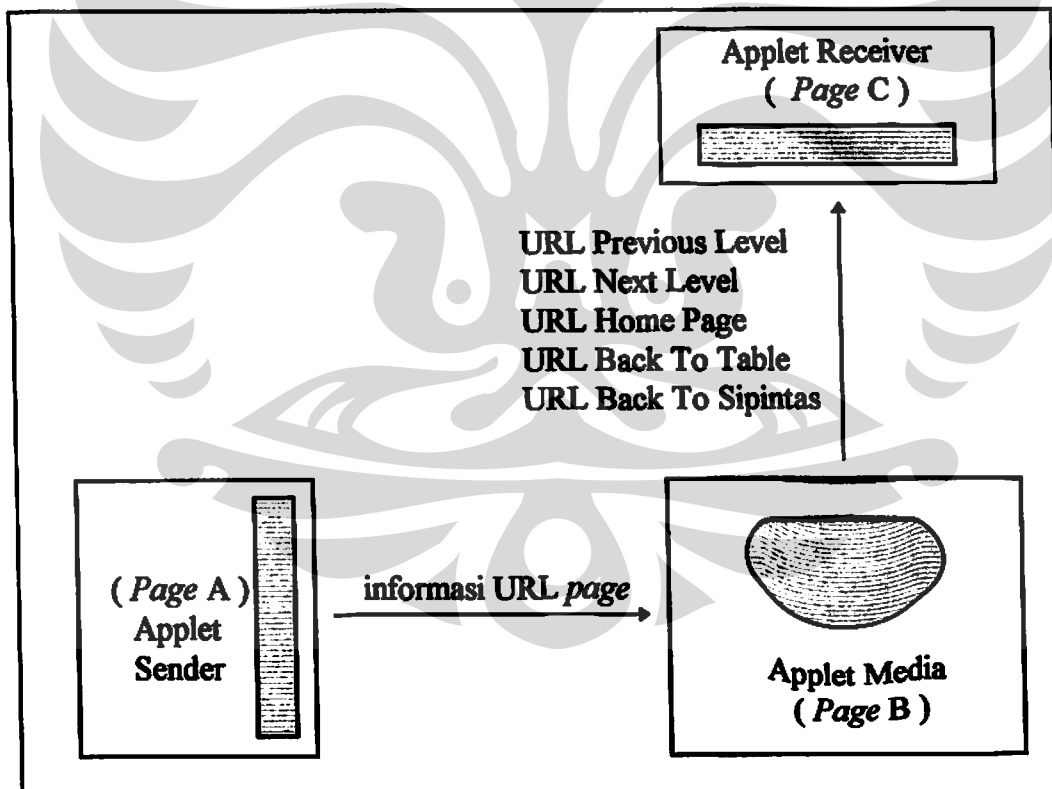 Applet Receiver
( Page C )
URL Previous Level
URL Next Level
URL Home Page
URL Back To Table
URL Back To Sipintas
( Page A )
Applet
Sender
informasi URL page
Applet Media
( Page B )